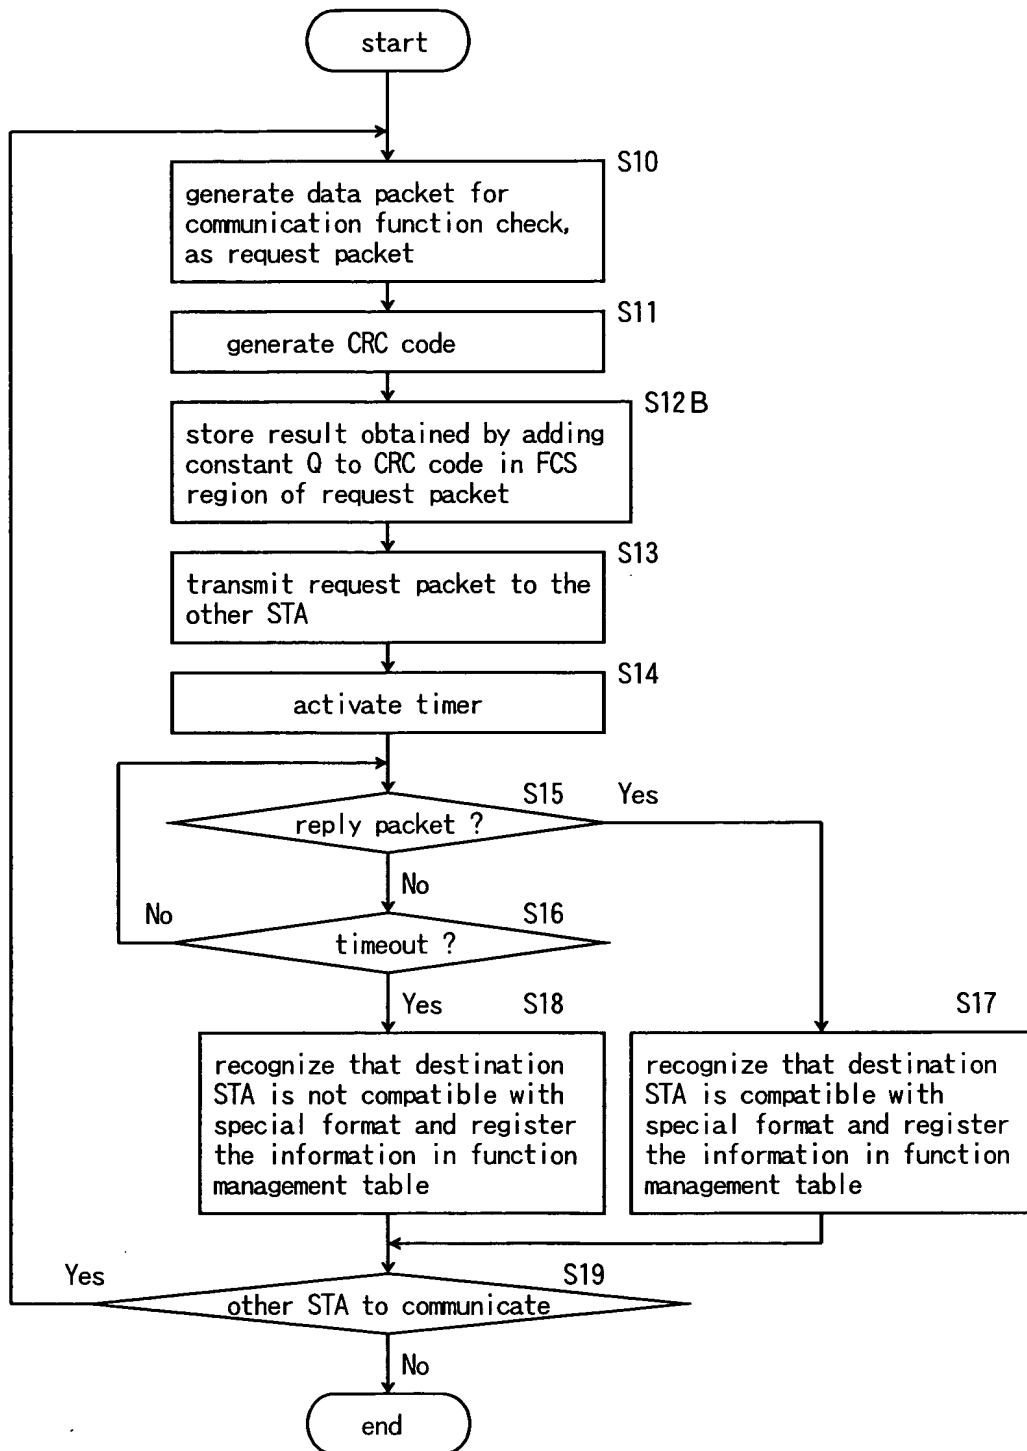 start
S10
generate data packet for
communication function check,
as request packet
S11
generate CRC code
S12B
store result obtained by adding
constant Q to CRC code in FCS
region of request packet
S13
transmit request packet to the
other STA
S14
activate timer
S15
Yes
reply packet ?
No
No
S16
timeout ?
Yes
S18
S17
recognize that destination
STA is not compatible with
special format and register
the information in function
management table
recognize that destination
STA is compatible with
special format and register
the information in function
management table
Yes
S19
other STA to communicate
No
end